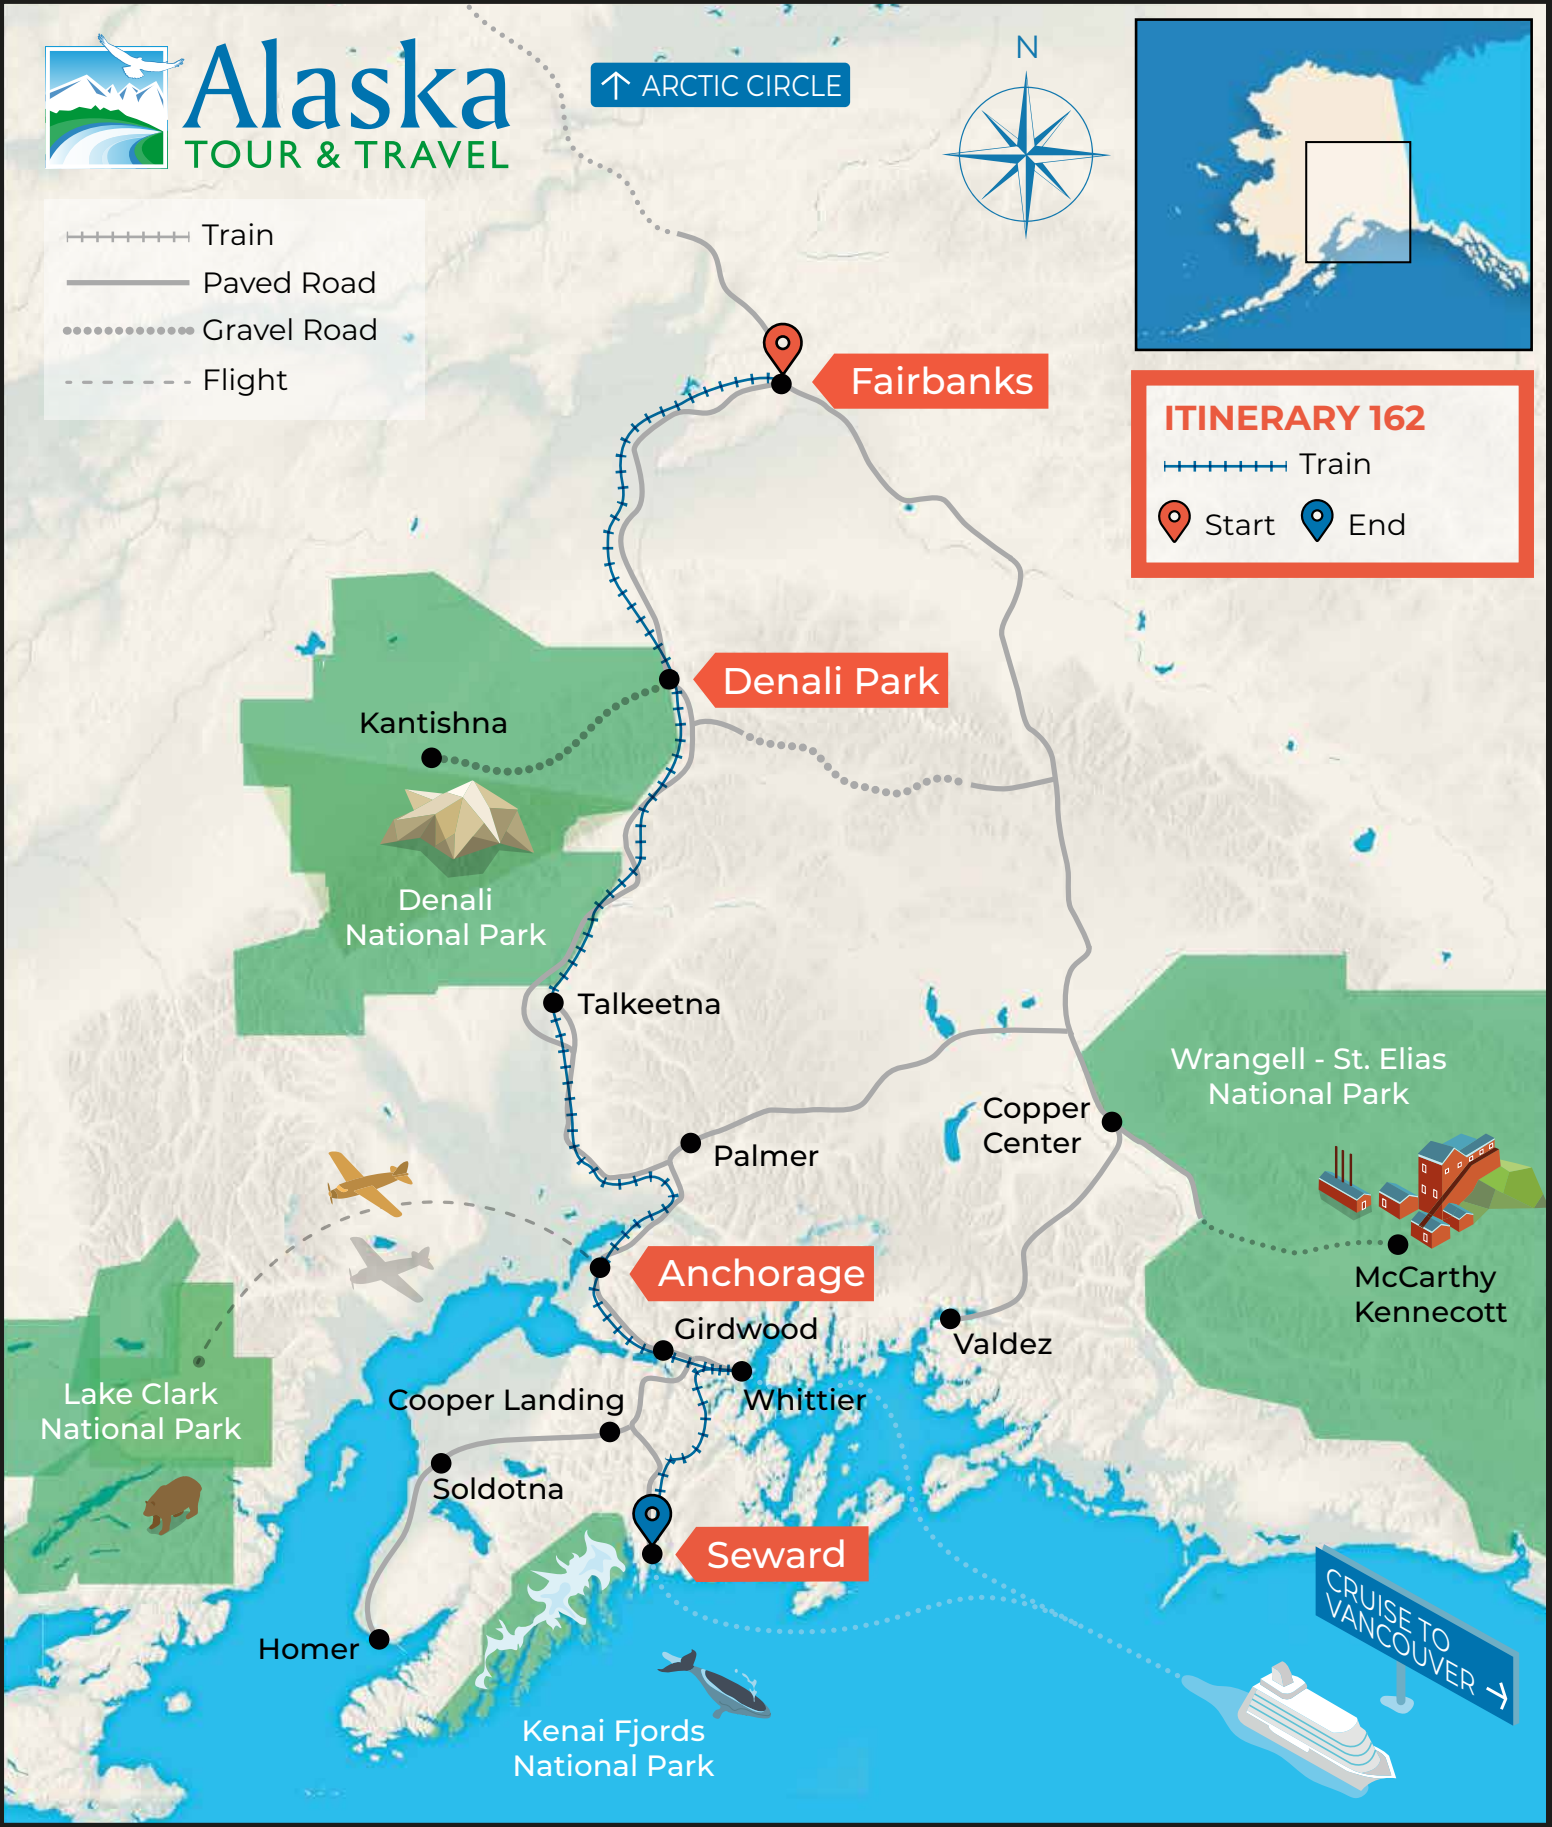 Alaska
TOUR & TRAVEL
↑ ARCTIC CIRCLE
N
Train
Paved Road
Gravel Road
Flight
Fairbanks
ITINERARY 162
Train
Start
End
Denali Park
Kantishna
Denali
National Park
Talkeetna
Wrangell - St. Elias
National Park
Copper
Center
Palmer
McCarthy
Kennecott
Anchorage
Girdwood
Valdez
Lake Clark
National Park
Cooper Landing
Whittier
Soldotna
Seward
Homer
CRUISE TO
VANCOUVER →
Kenai Fjords
National Park